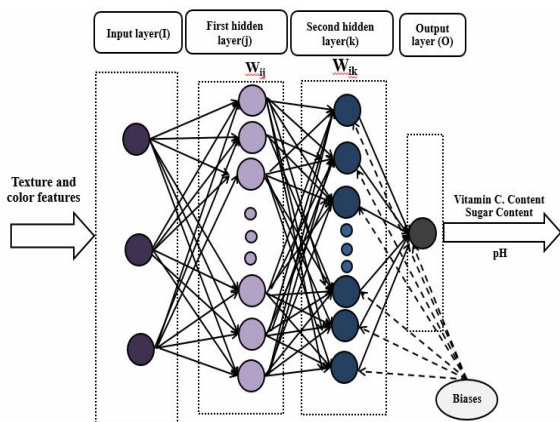 Input layer(I)
First hidden
layer(j)
Second hidden
layer(k)
Output
layer (O)
Wij
Wik
Texture and
color features
Vitamin C. Content
Sugar Content
pH
Biases